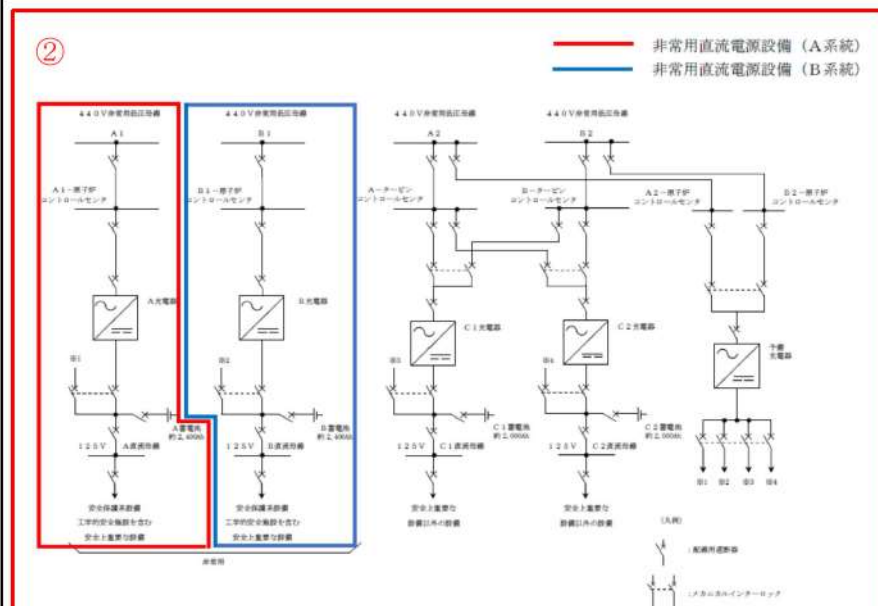 ②
非常用直流電源設備（A系統）
非常用直流電源設備（B系統）
440V非常用低圧母線
A1
440V非常用低圧母線
B1
440V非常用低圧母線
A2
440V非常用低圧母線
B2
A1－原子炉
コントロールセンタ
B1－原子炉
コントロールセンタ
A－タービン
コントロールセンタ
B－タービン
コントロールセンタ
A2－原子炉
コントロールセンタ
B2－原子炉
コントロールセンタ
A充電器
B充電器
C1充電器
C2充電器
予備
充電器
※1
※2
※3
※4
A蓄電池
約2,400Ah
B蓄電池
約2,400Ah
C1蓄電池
約2,000Ah
C2蓄電池
約2,000Ah
125V A直流母線
125V B直流母線
125V C1直流母線
125V C2直流母線
※1 ※2 ※3 ※4
安全保護系設備
工学的安全施設を含む
安全上重要な設備
安全保護系設備
工学的安全施設を含む
安全上重要な設備
安全上重要な
設備以外の設備
安全上重要な
設備以外の設備
非常用
(凡例)
：配線用遮断器
：メカニカルインターロック